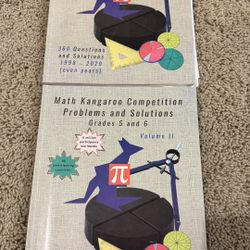 360 Questions
and Solutions
1998 - 2020
(even years)
Math Kangaroo Competition
Problems and Solutions
Grades 5 and 6
Volume II
π